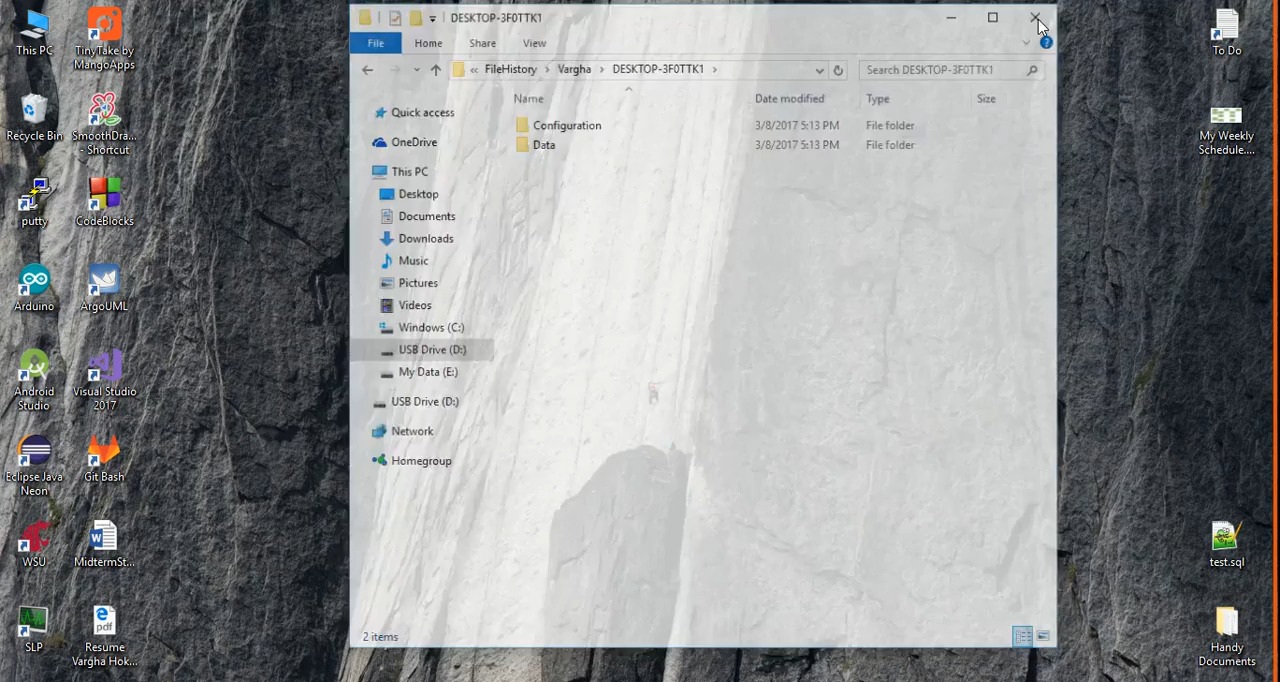 This PC
TinyTake by
MangoApps
Recycle Bin
SmoothDra...
- Shortcut
putty
CodeBlocks
Arduino
ArgoUML
Android
Studio
Visual Studio
2017
Eclipse Java
Neon
Git Bash
WSU
MidtermSt...
SLP
Resume
Vargha Hok...
DESKTOP-3F0TTK1
File
Home
Share
View
« FileHistory > Vargha > DESKTOP-3F0TTK1 >
Search DESKTOP-3F0TTK1
Name
Date modified
Type
Size
Configuration 3/8/2017 5:13 PM File folder
Data 3/8/2017 5:13 PM File folder
Quick access
OneDrive
This PC
Desktop
Documents
Downloads
Music
Pictures
Videos
Windows (C:)
USB Drive (D:)
My Data (E:)
USB Drive (D:)
Network
Homegroup
2 items
To Do
My Weekly
Schedule....
test.sql
Handy
Documents